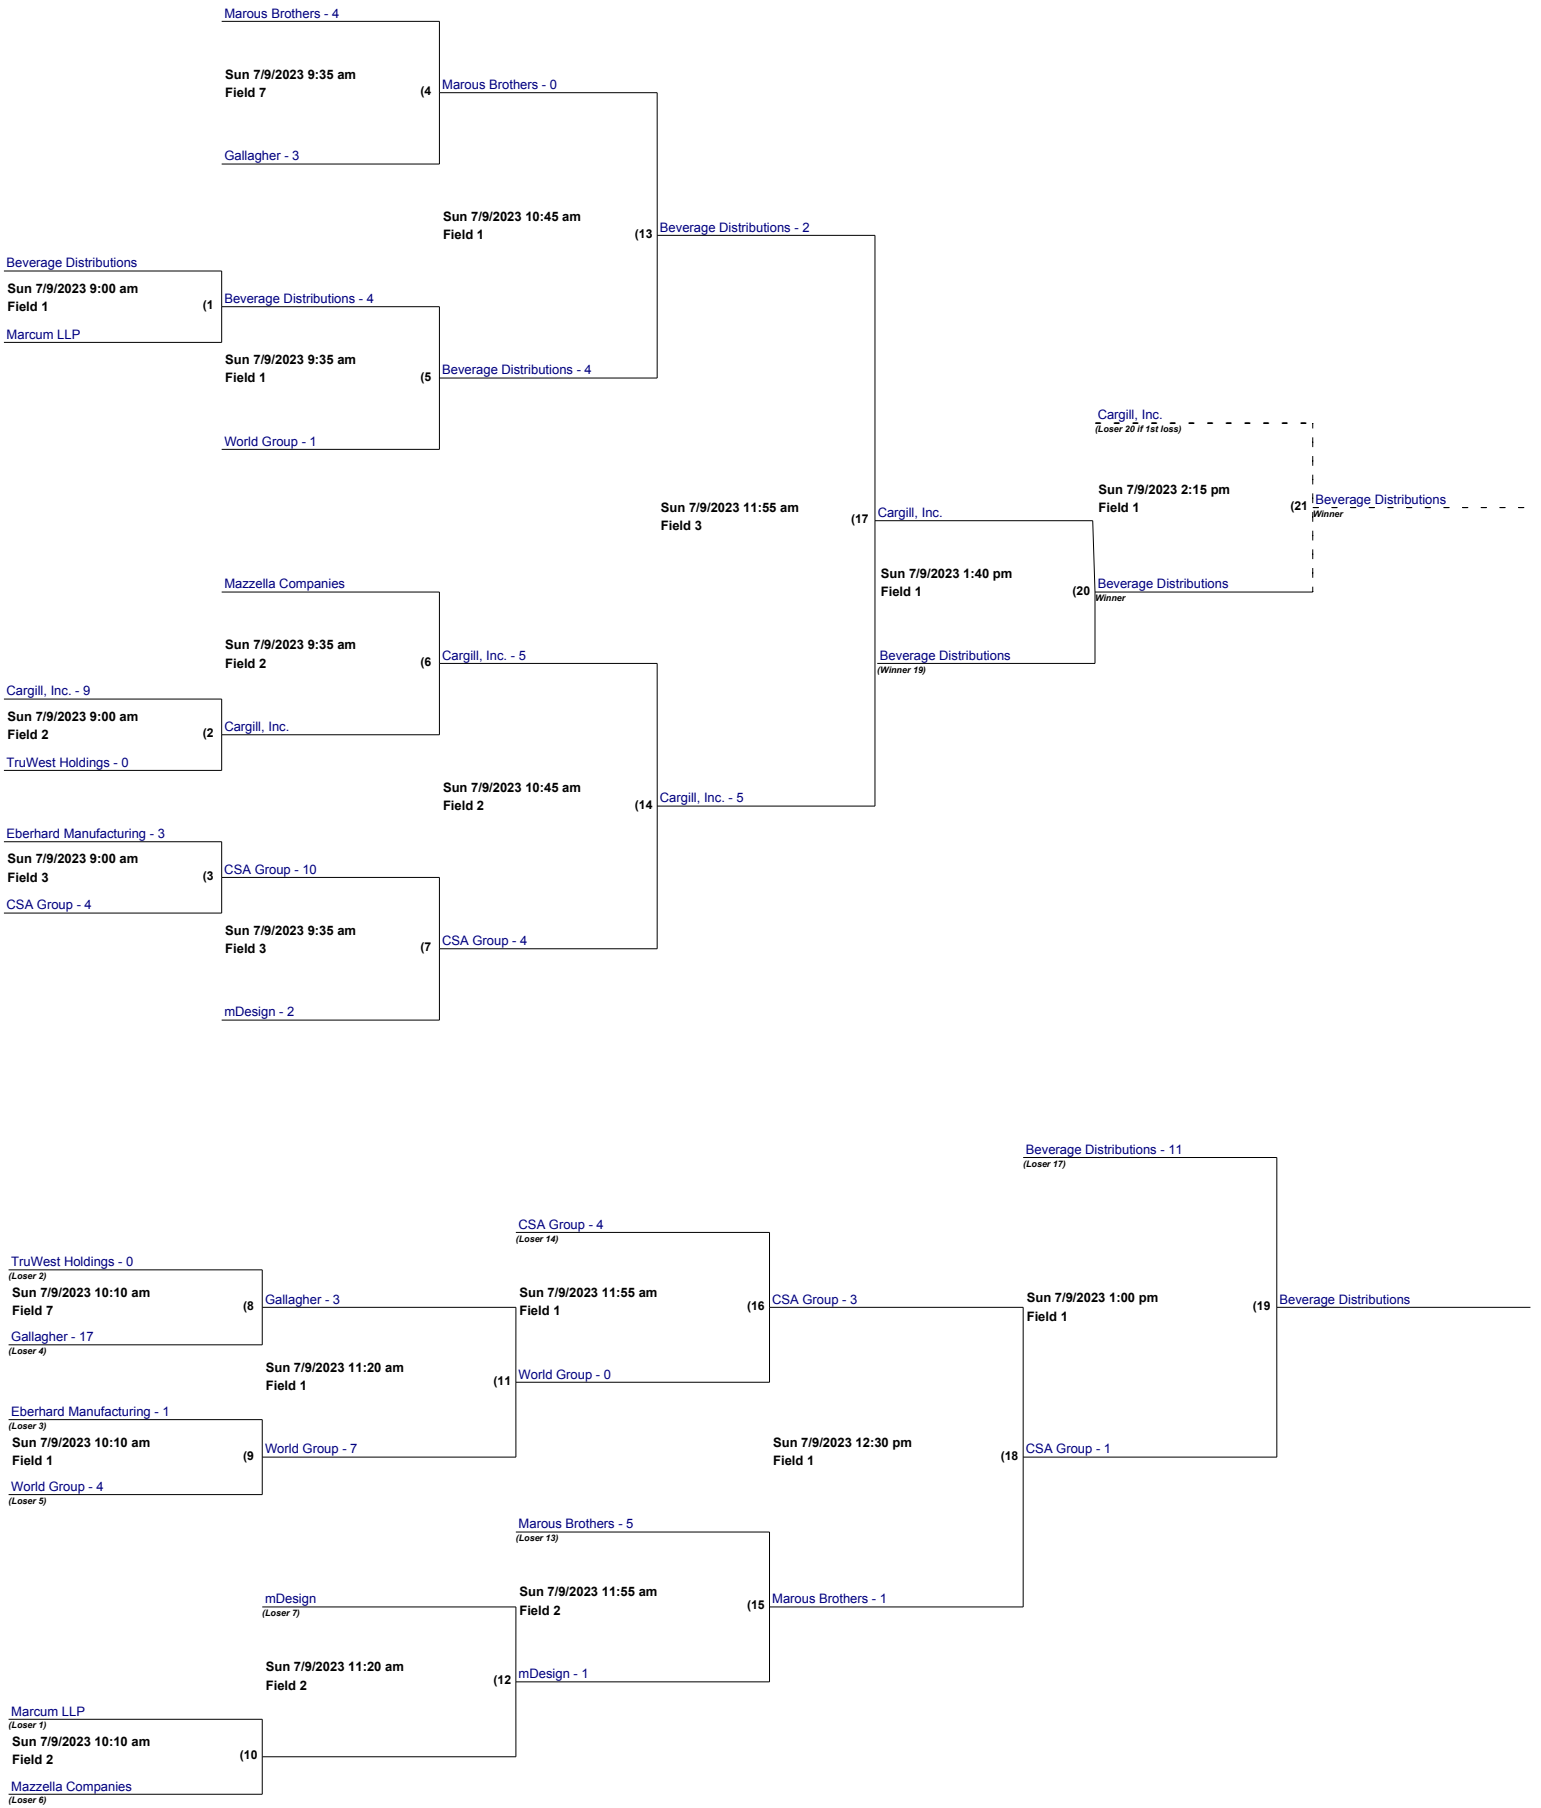 Marous Brothers - 4
Sun 7/9/2023 9:35 am
Field 7
(4
Marous Brothers - 0
Gallagher - 3
Sun 7/9/2023 10:45 am
Field 1
(13
Beverage Distributions - 2
Beverage Distributions
Sun 7/9/2023 9:00 am
Field 1
(1
Beverage Distributions - 4
Marcum LLP
Sun 7/9/2023 9:35 am
Field 1
(5
Beverage Distributions - 4
World Group - 1
Cargill, Inc.
(Loser 20 if 1st loss)
Sun 7/9/2023 2:15 pm
Field 1
(21
Beverage Distributions
Winner
Sun 7/9/2023 11:55 am
Field 3
(17
Cargill, Inc.
Sun 7/9/2023 1:40 pm
Field 1
(20
Beverage Distributions
Winner
Mazzella Companies
Sun 7/9/2023 9:35 am
Field 2
(6
Cargill, Inc. - 5
Beverage Distributions
(Winner 19)
Cargill, Inc. - 9
Sun 7/9/2023 9:00 am
Field 2
(2
Cargill, Inc.
TruWest Holdings - 0
Sun 7/9/2023 10:45 am
Field 2
(14
Cargill, Inc. - 5
Eberhard Manufacturing - 3
Sun 7/9/2023 9:00 am
Field 3
(3
CSA Group - 10
CSA Group - 4
Sun 7/9/2023 9:35 am
Field 3
(7
CSA Group - 4
mDesign - 2
Beverage Distributions - 11
(Loser 17)
CSA Group - 4
(Loser 14)
TruWest Holdings - 0
(Loser 2)
Sun 7/9/2023 10:10 am
Field 7
(8
Gallagher - 3
Sun 7/9/2023 11:55 am
Field 1
(16
CSA Group - 3
Sun 7/9/2023 1:00 pm
Field 1
(19
Beverage Distributions
Gallagher - 17
(Loser 4)
Sun 7/9/2023 11:20 am
Field 1
(11
World Group - 0
Eberhard Manufacturing - 1
(Loser 3)
Sun 7/9/2023 10:10 am
Field 1
(9
World Group - 7
Sun 7/9/2023 12:30 pm
Field 1
(18
CSA Group - 1
World Group - 4
(Loser 5)
Marous Brothers - 5
(Loser 13)
mDesign
(Loser 7)
Sun 7/9/2023 11:55 am
Field 2
(15
Marous Brothers - 1
Sun 7/9/2023 11:20 am
Field 2
(12
mDesign - 1
Marcum LLP
(Loser 1)
Sun 7/9/2023 10:10 am
Field 2
(10
Mazzella Companies
(Loser 6)